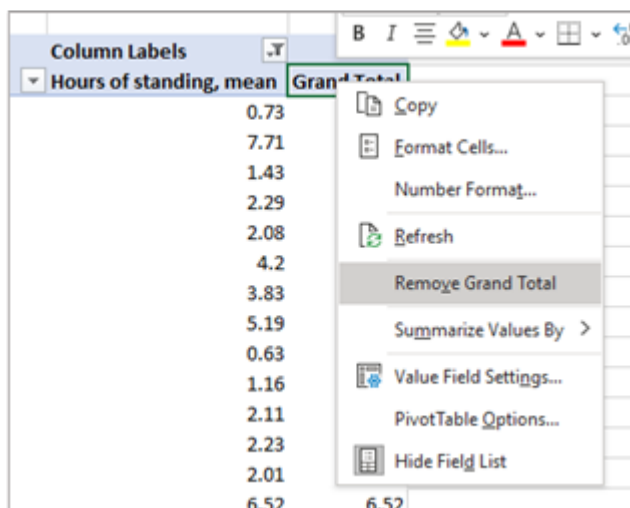 B I A
Column Labels
Hours of standing, mean Grand Total
0.73
7.71
1.43
2.29
2.08
4.2
3.83
5.19
0.63
1.16
2.11
2.23
2.01
6.52 6.52
Copy
Format Cells...
Number Format...
Refresh
Remove Grand Total
Summarize Values By
Value Field Settings...
PivotTable Options...
Hide Field List